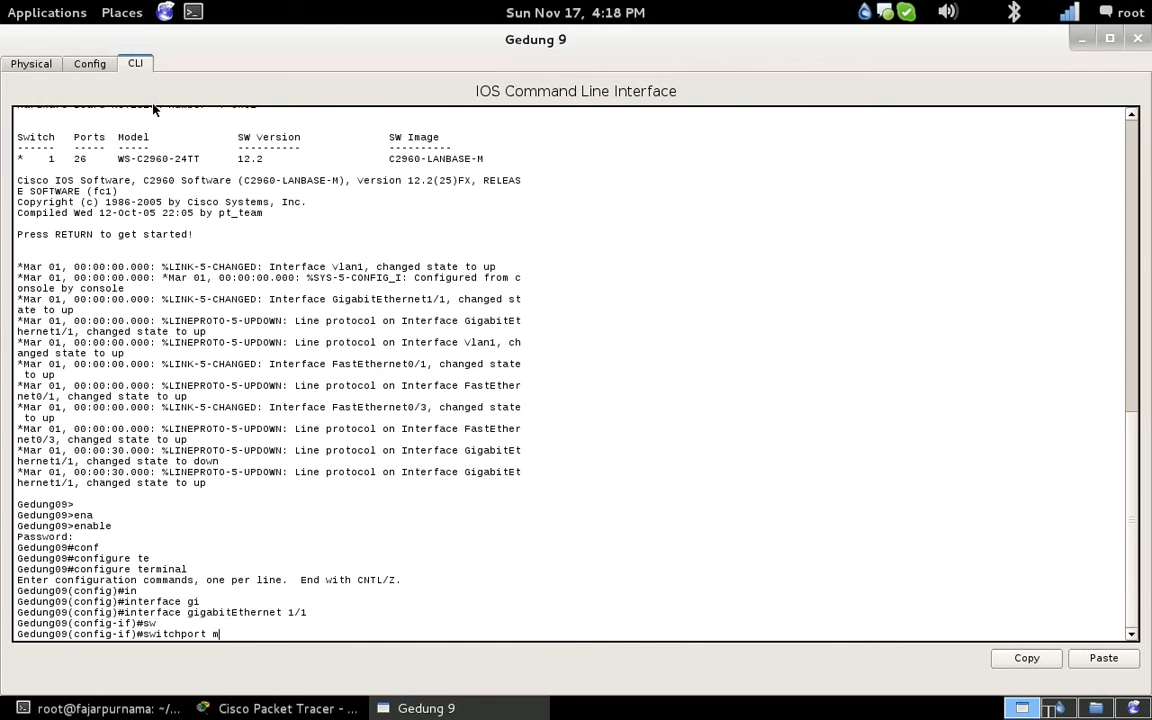 Applications Places Sun Nov 17, 4:18 PM root
Gedung 9
Physical Config CLI
IOS Command Line Interface
Switch Ports Model SW Version SW Image
------ ----- ----- ---------- ----------
* 1 26 WS-C2960-24TT 12.2 C2960-LANBASE-M
Cisco IOS Software, C2960 Software (C2960-LANBASE-M), Version 12.2(25)FX, RELEAS
E SOFTWARE (fc1)
Copyright (c) 1986-2005 by Cisco Systems, Inc.
Compiled Wed 12-Oct-05 22:05 by pt_team
Press RETURN to get started!
*Mar 01, 00:00:00.000: %LINK-5-CHANGED: Interface Vlan1, changed state to up
*Mar 01, 00:00:00.000: *Mar 01, 00:00:00.000: %SYS-5-CONFIG_I: Configured from c
onsole by console
*Mar 01, 00:00:00.000: %LINK-5-CHANGED: Interface GigabitEthernet1/1, changed st
ate to up
*Mar 01, 00:00:00.000: %LINEPROTO-5-UPDOWN: Line protocol on Interface GigabitEt
hernet1/1, changed state to up
*Mar 01, 00:00:00.000: %LINEPROTO-5-UPDOWN: Line protocol on Interface Vlan1, ch
anged state to up
*Mar 01, 00:00:00.000: %LINK-5-CHANGED: Interface FastEthernet0/1, changed state
to up
*Mar 01, 00:00:00.000: %LINEPROTO-5-UPDOWN: Line protocol on Interface FastEther
net0/1, changed state to up
*Mar 01, 00:00:00.000: %LINK-5-CHANGED: Interface FastEthernet0/3, changed state
to up
*Mar 01, 00:00:00.000: %LINEPROTO-5-UPDOWN: Line protocol on Interface FastEther
net0/3, changed state to up
*Mar 01, 00:00:30.000: %LINEPROTO-5-UPDOWN: Line protocol on Interface GigabitEt
hernet1/1, changed state to down
*Mar 01, 00:00:30.000: %LINEPROTO-5-UPDOWN: Line protocol on Interface GigabitEt
hernet1/1, changed state to up
Gedung09>
Gedung09>ena
Gedung09>enable
Password:
Gedung09#conf
Gedung09#configure te
Gedung09#configure terminal
Enter configuration commands, one per line. End with CNTL/Z.
Gedung09(config)#in
Gedung09(config)#interface gi
Gedung09(config)#interface gigabitEthernet 1/1
Gedung09(config-if)#sw
Gedung09(config-if)#switchport m
Copy Paste
root@fajarpurnama: ~/... Cisco Packet Tracer - ... Gedung 9